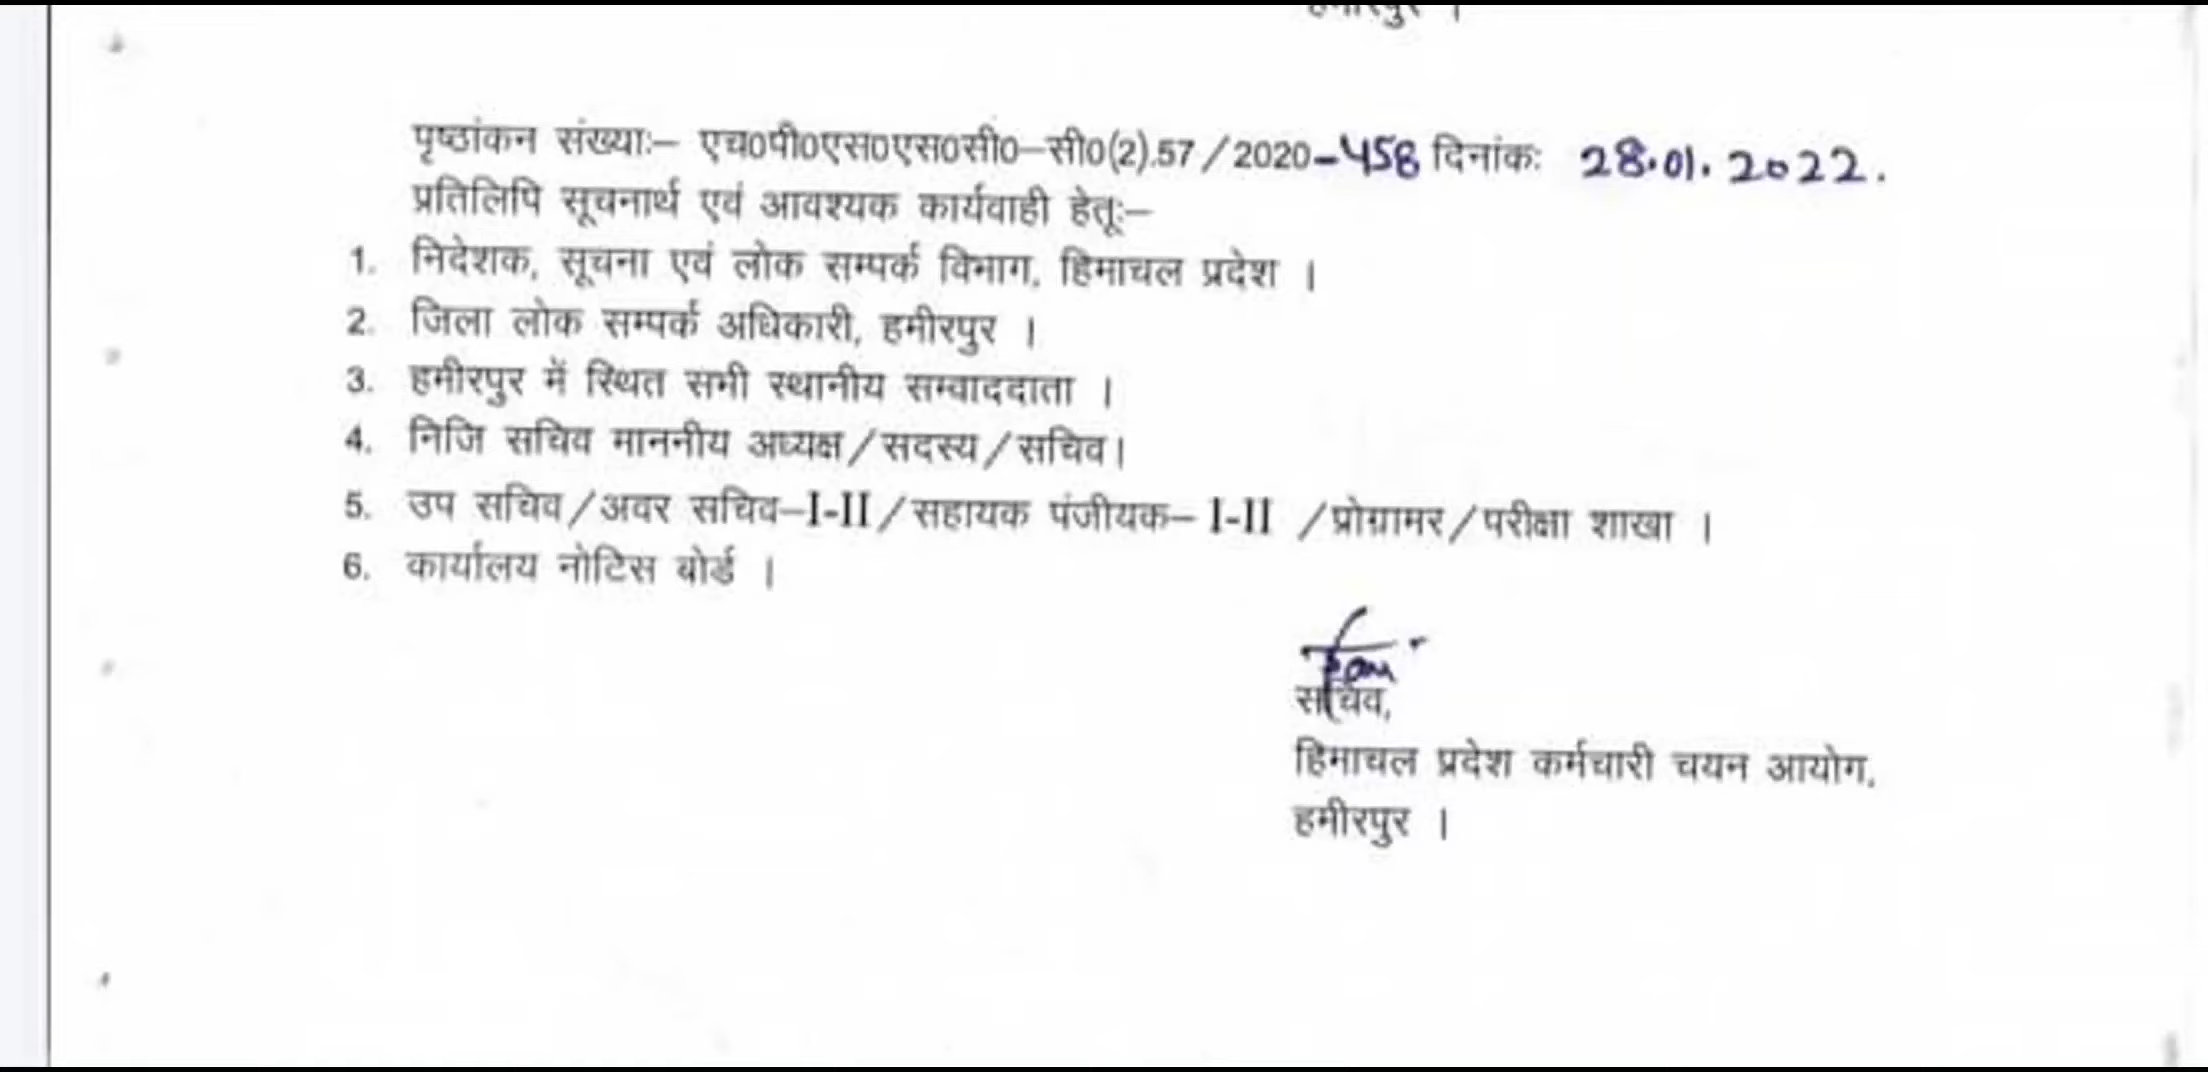 हमीरपुर ।
पृष्ठांकन संख्याः– एच0पी0एस0एस0सी0–सी0(2).57/2020-458 दिनांकः 28.01.2022.
प्रतिलिपि सूचनार्थ एवं आवश्यक कार्यवाही हेतूः–
1. निदेशक, सूचना एवं लोक सम्पर्क विभाग, हिमाचल प्रदेश ।
2. जिला लोक सम्पर्क अधिकारी, हमीरपुर ।
3. हमीरपुर में स्थित सभी स्थानीय सम्वाददाता ।
4. निजि सचिव माननीय अध्यक्ष/सदस्य/सचिव।
5. उप सचिव/अवर सचिव–I-II/सहायक पंजीयक– I-II /प्रोग्रामर/परीक्षा शाखा ।
6. कार्यालय नोटिस बोर्ड ।
सचिव,
हिमाचल प्रदेश कर्मचारी चयन आयोग,
हमीरपुर ।